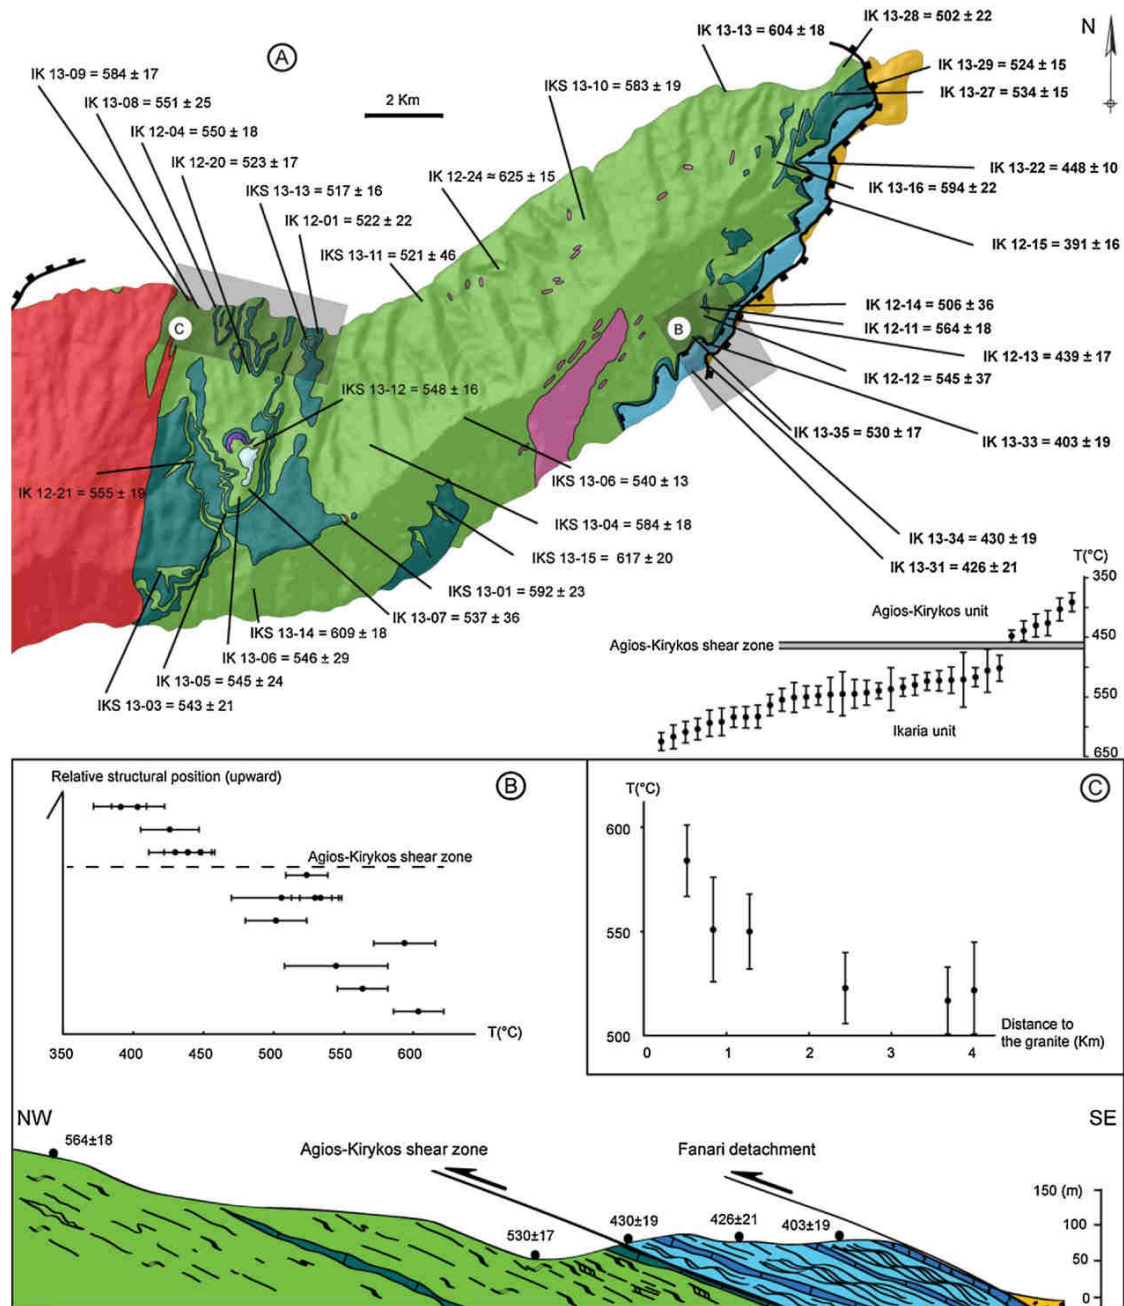 IK 13-28 = 502 ± 22
IK 13-13 = 604 ± 18
N
A
IK 13-09 = 584 ± 17
IK 13-29 = 524 ± 15
IKS 13-10 = 583 ± 19
IK 13-27 = 534 ± 15
IK 13-08 = 551 ± 25
2 Km
IK 12-04 = 550 ± 18
IK 12-20 = 523 ± 17
IK 12-24 ≈ 625 ± 15
IK 13-22 = 448 ± 10
IKS 13-13 = 517 ± 16
IK 13-16 = 594 ± 22
IK 12-01 = 522 ± 22
IKS 13-11 = 521 ± 46
IK 12-15 = 391 ± 16
IK 12-14 = 506 ± 36
C
B
IK 12-11 = 564 ± 18
IK 12-13 = 439 ± 17
IK 12-12 = 545 ± 37
IKS 13-12 = 548 ± 16
IK 13-35 = 530 ± 17
IK 13-33 = 403 ± 19
IK 12-21 = 555 ± 19
IKS 13-06 = 540 ± 13
IKS 13-04 = 584 ± 18
IK 13-34 = 430 ± 19
IKS 13-15 = 617 ± 20
IK 13-31 = 426 ± 21
IKS 13-01 = 592 ± 23
IK 13-07 = 537 ± 36
IKS 13-14 = 609 ± 18
IK 13-06 = 546 ± 29
IK 13-05 = 545 ± 24
IKS 13-03 = 543 ± 21
T(°C)
350
Agios-Kirykos unit
450
Agios-Kirykos shear zone
550
Ikaria unit
650
Relative structural position (upward)
B
Agios-Kirykos shear zone
350
400
450
500
550
600
T(°C)
T(°C)
C
600
550
500
0
1
2
3
4
Distance to
the granite (Km)
NW
SE
564±18
Agios-Kirykos shear zone
Fanari detachment
530±17
430±19
426±21
403±19
150 (m)
100
50
0